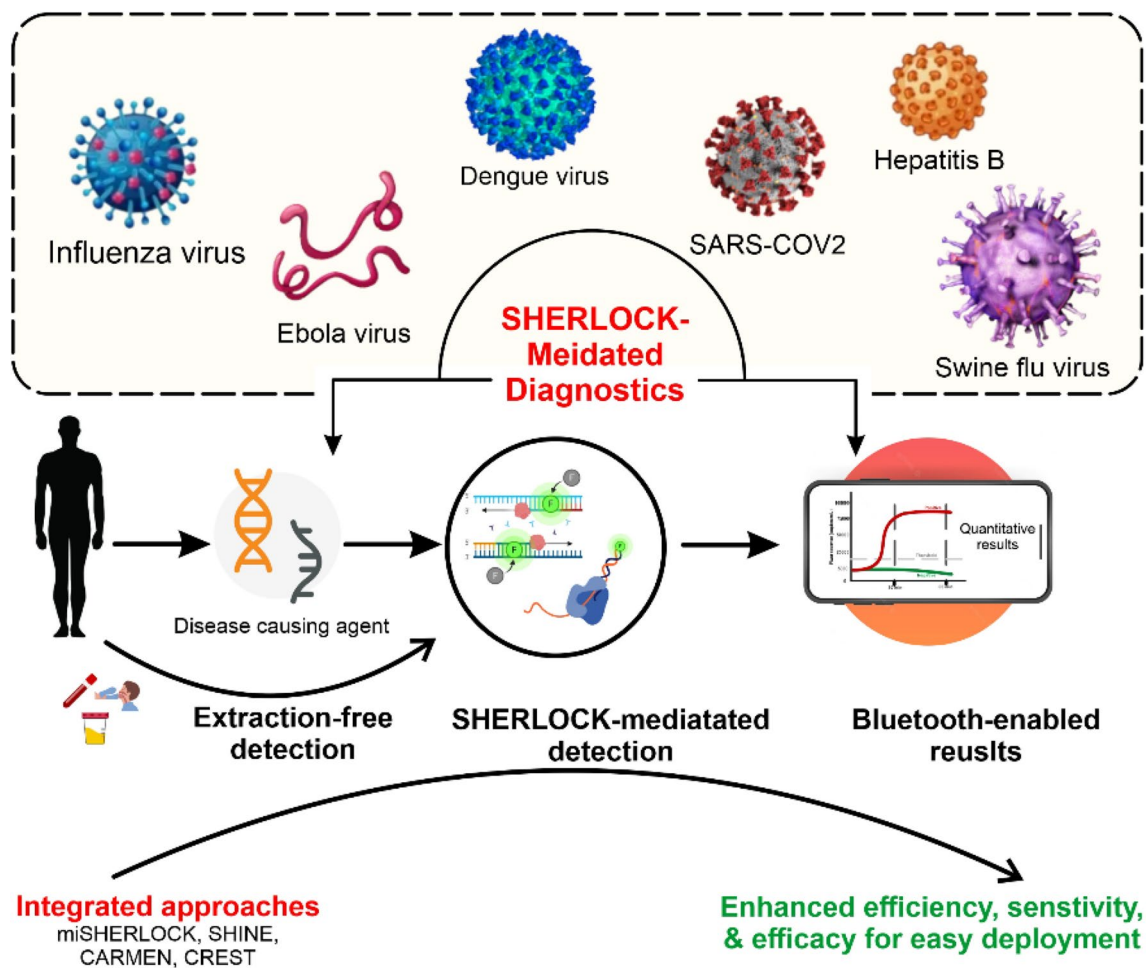 Dengue virus
Hepatitis B
Influenza virus
SARS-COV2
Ebola virus
Swine flu virus
SHERLOCK-
Meidated
Diagnostics
F
F
F
F
F
Quantitative
results
Disease causing agent
Extraction-free
detection
SHERLOCK-mediatated
detection
Bluetooth-enabled
reuslts
Integrated approaches
miSHERLOCK, SHINE,
CARMEN, CREST
Enhanced efficiency, senstivity,
& efficacy for easy deployment